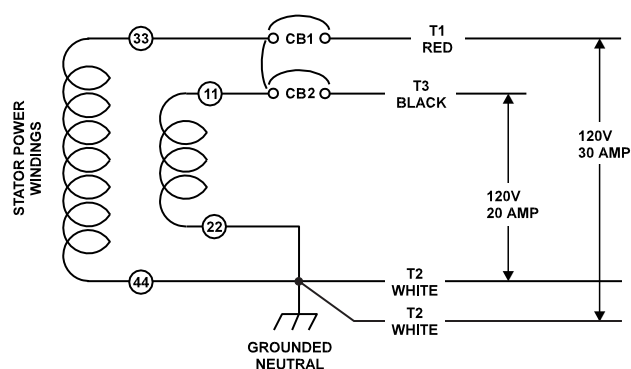 33
CB1
T1
RED
11
CB2
T3
BLACK
120V
30 AMP
STATOR POWER
WINDINGS
120V
20 AMP
22
44
T2
WHITE
T2
WHITE
GROUNDED
NEUTRAL